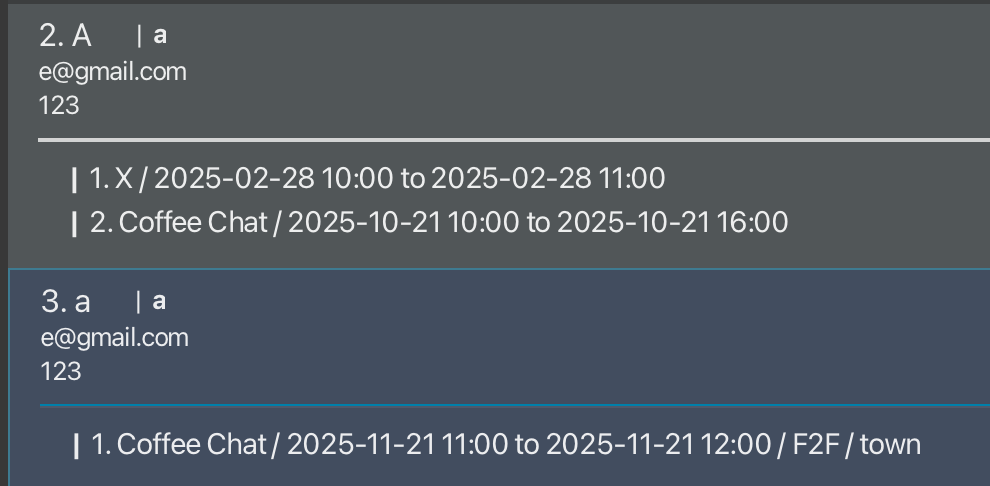 2. A | a
e@gmail.com
123
| 1. X / 2025-02-28 10:00 to 2025-02-28 11:00
| 2. Coffee Chat / 2025-10-21 10:00 to 2025-10-21 16:00
3. a | a
e@gmail.com
123
| 1. Coffee Chat / 2025-11-21 11:00 to 2025-11-21 12:00 / F2F / town